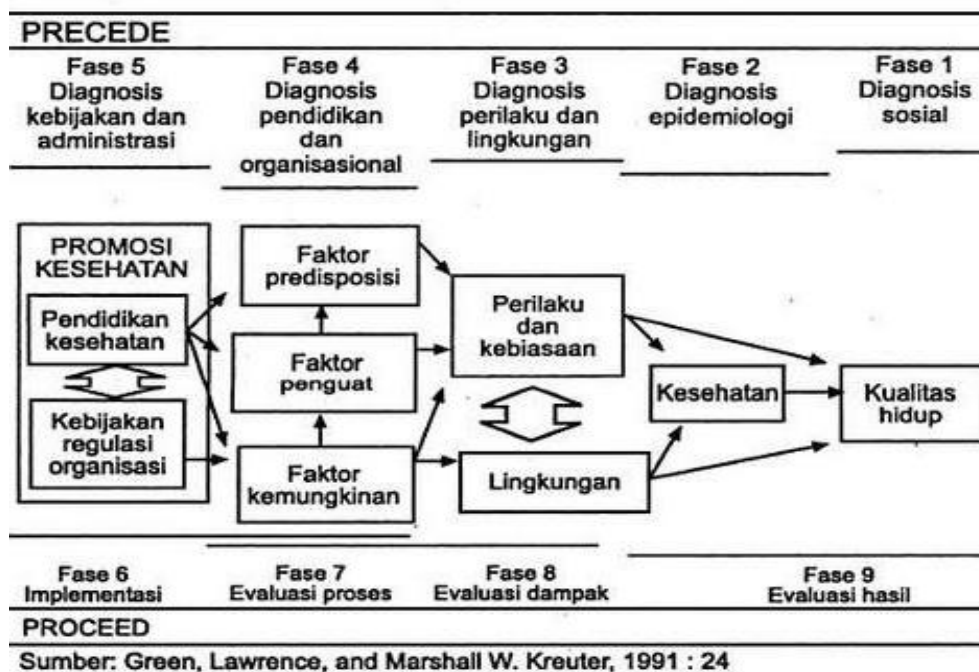 PRECEDE
Fase 5
Diagnosis
kebijakan dan
administrasi
Fase 4
Diagnosis
pendidikan
dan
organisasional
Fase 3
Diagnosis
perilaku dan
lingkungan
Fase 2
Diagnosis
epidemiologi
Fase 1
Diagnosis
sosial
PROMOSI
KESEHATAN
Pendidikan
kesehatan
Kebijakan
regulasi
organisasi
Faktor
predisposisi
Faktor
penguat
Faktor
kemungkinan
Perilaku
dan
kebiasaan
Lingkungan
Kesehatan
Kualitas
hidup
Fase 6
Implementasi
Fase 7
Evaluasi proses
Fase 8
Evaluasi dampak
Fase 9
Evaluasi hasil
PROCEED
Sumber: Green, Lawrence, and Marshall W. Kreuter, 1991 : 24